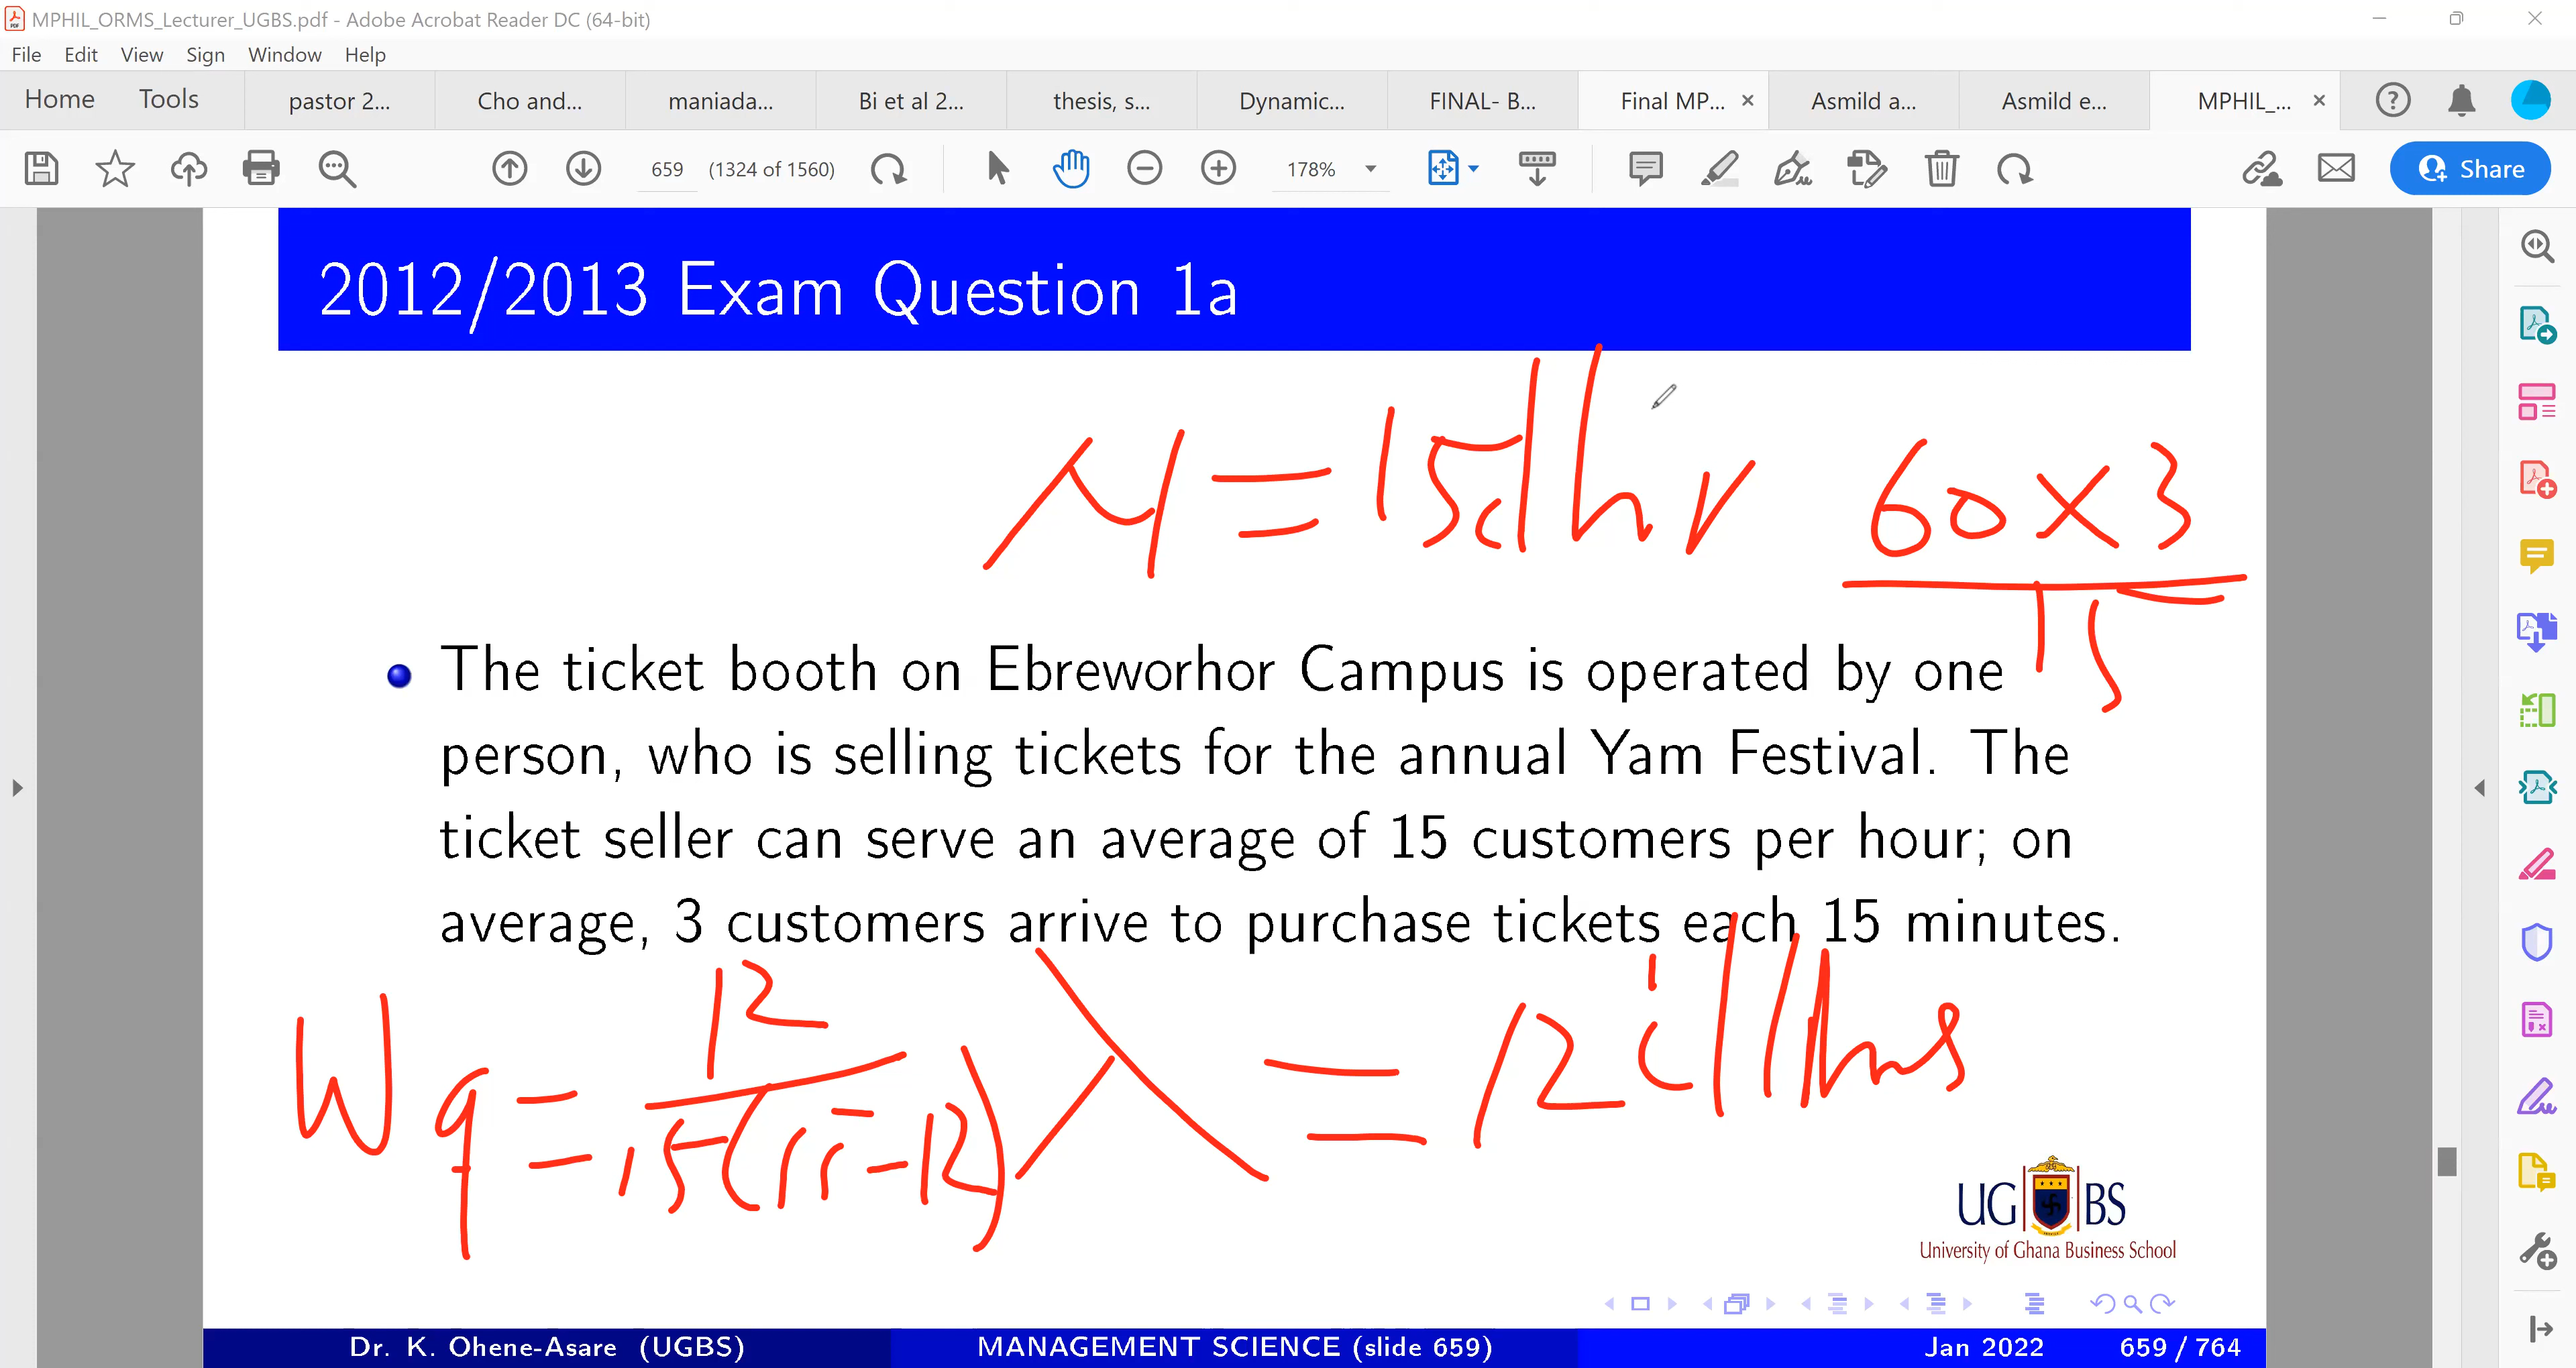 MPHIL_ORMS_Lecturer_UGBS.pdf - Adobe Acrobat Reader DC (64-bit)
File Edit View Sign Window Help
Home Tools pastor 2... Cho and... maniada... Bi et al 2... thesis, s... Dynamic... FINAL- B... Final MP... Asmild a... Asmild e... MPHIL_...
659 (1324 of 1560) 178% Share
2012/2013 Exam Question 1a
μ = 15c/hr 60 x 3
15
The ticket booth on Ebreworhor Campus is operated by one
person, who is selling tickets for the annual Yam Festival. The
ticket seller can serve an average of 15 customers per hour; on
average, 3 customers arrive to purchase tickets each 15 minutes.
Wq = 12 λ = 12
15(15-12)
UG BS
University of Ghana Business School
Dr. K. Ohene-Asare (UGBS) MANAGEMENT SCIENCE (slide 659) Jan 2022 659 / 764